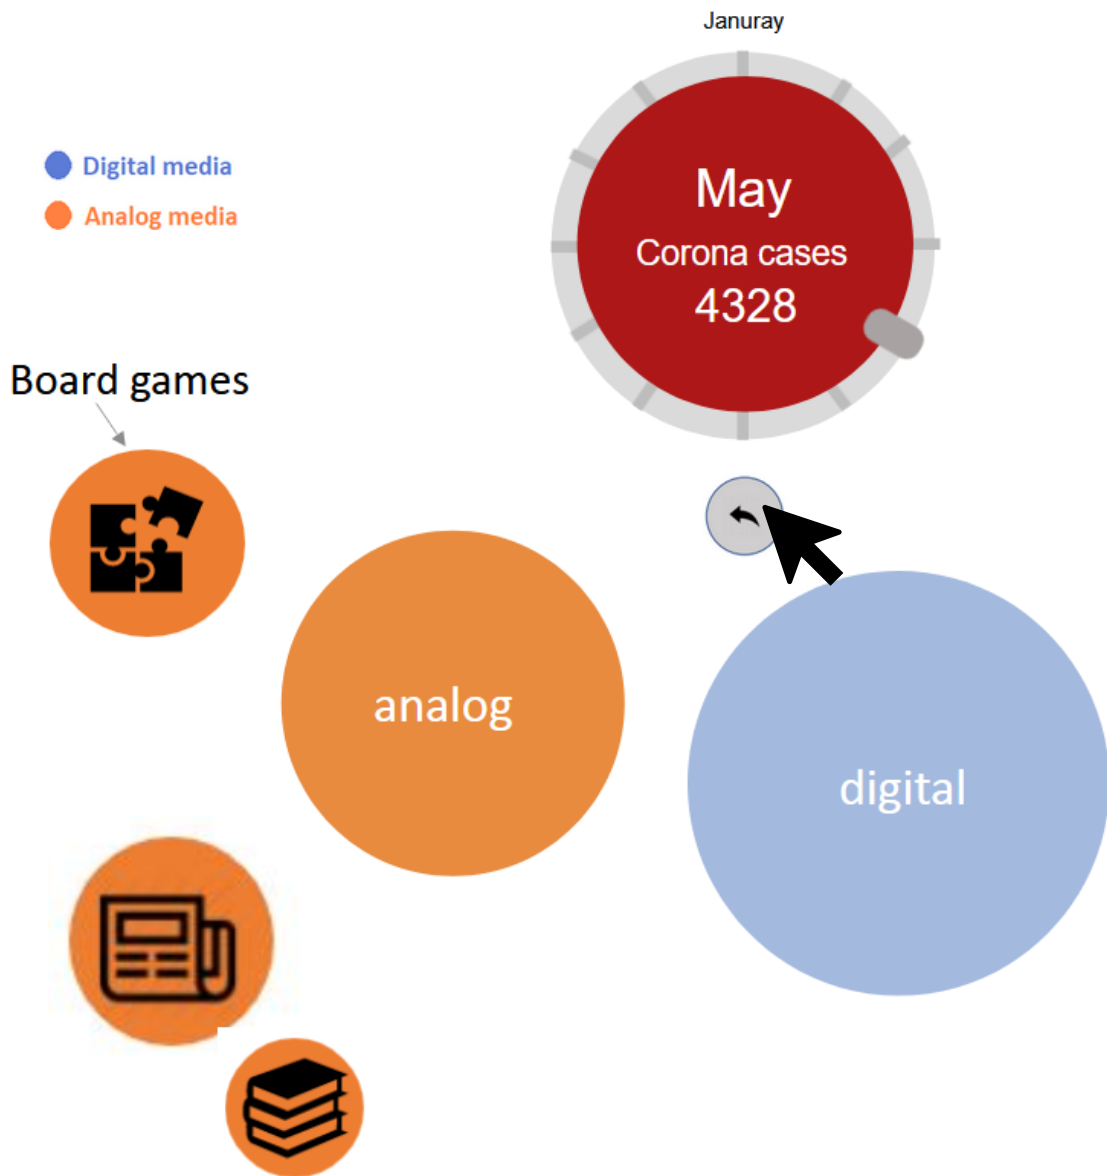 Januray
Digital media
Analog media
May
Corona cases
4328
Board games
analog
digital